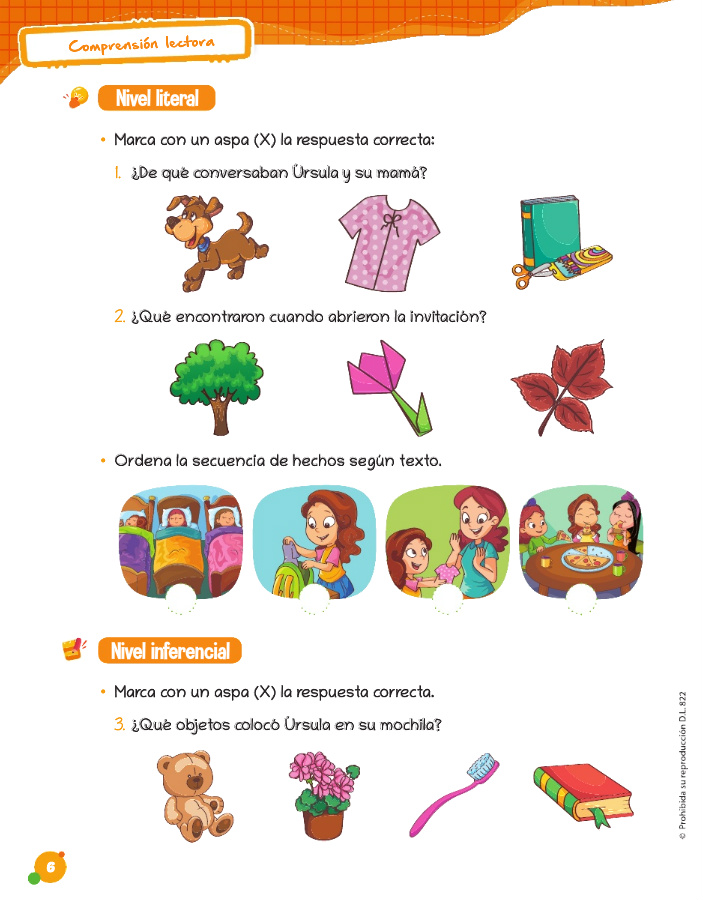 Comprensión lectora
Nivel literal
• Marca con un aspa (X) la respuesta correcta:
1. ¿De qué conversaban Úrsula y su mamá?
2. ¿Qué encontraron cuando abrieron la invitación?
• Ordena la secuencia de hechos según texto.
Nivel inferencial
• Marca con un aspa (X) la respuesta correcta.
3. ¿Qué objetos colocó Úrsula en su mochila?
© Prohibida su reproducción D.L. 822
6